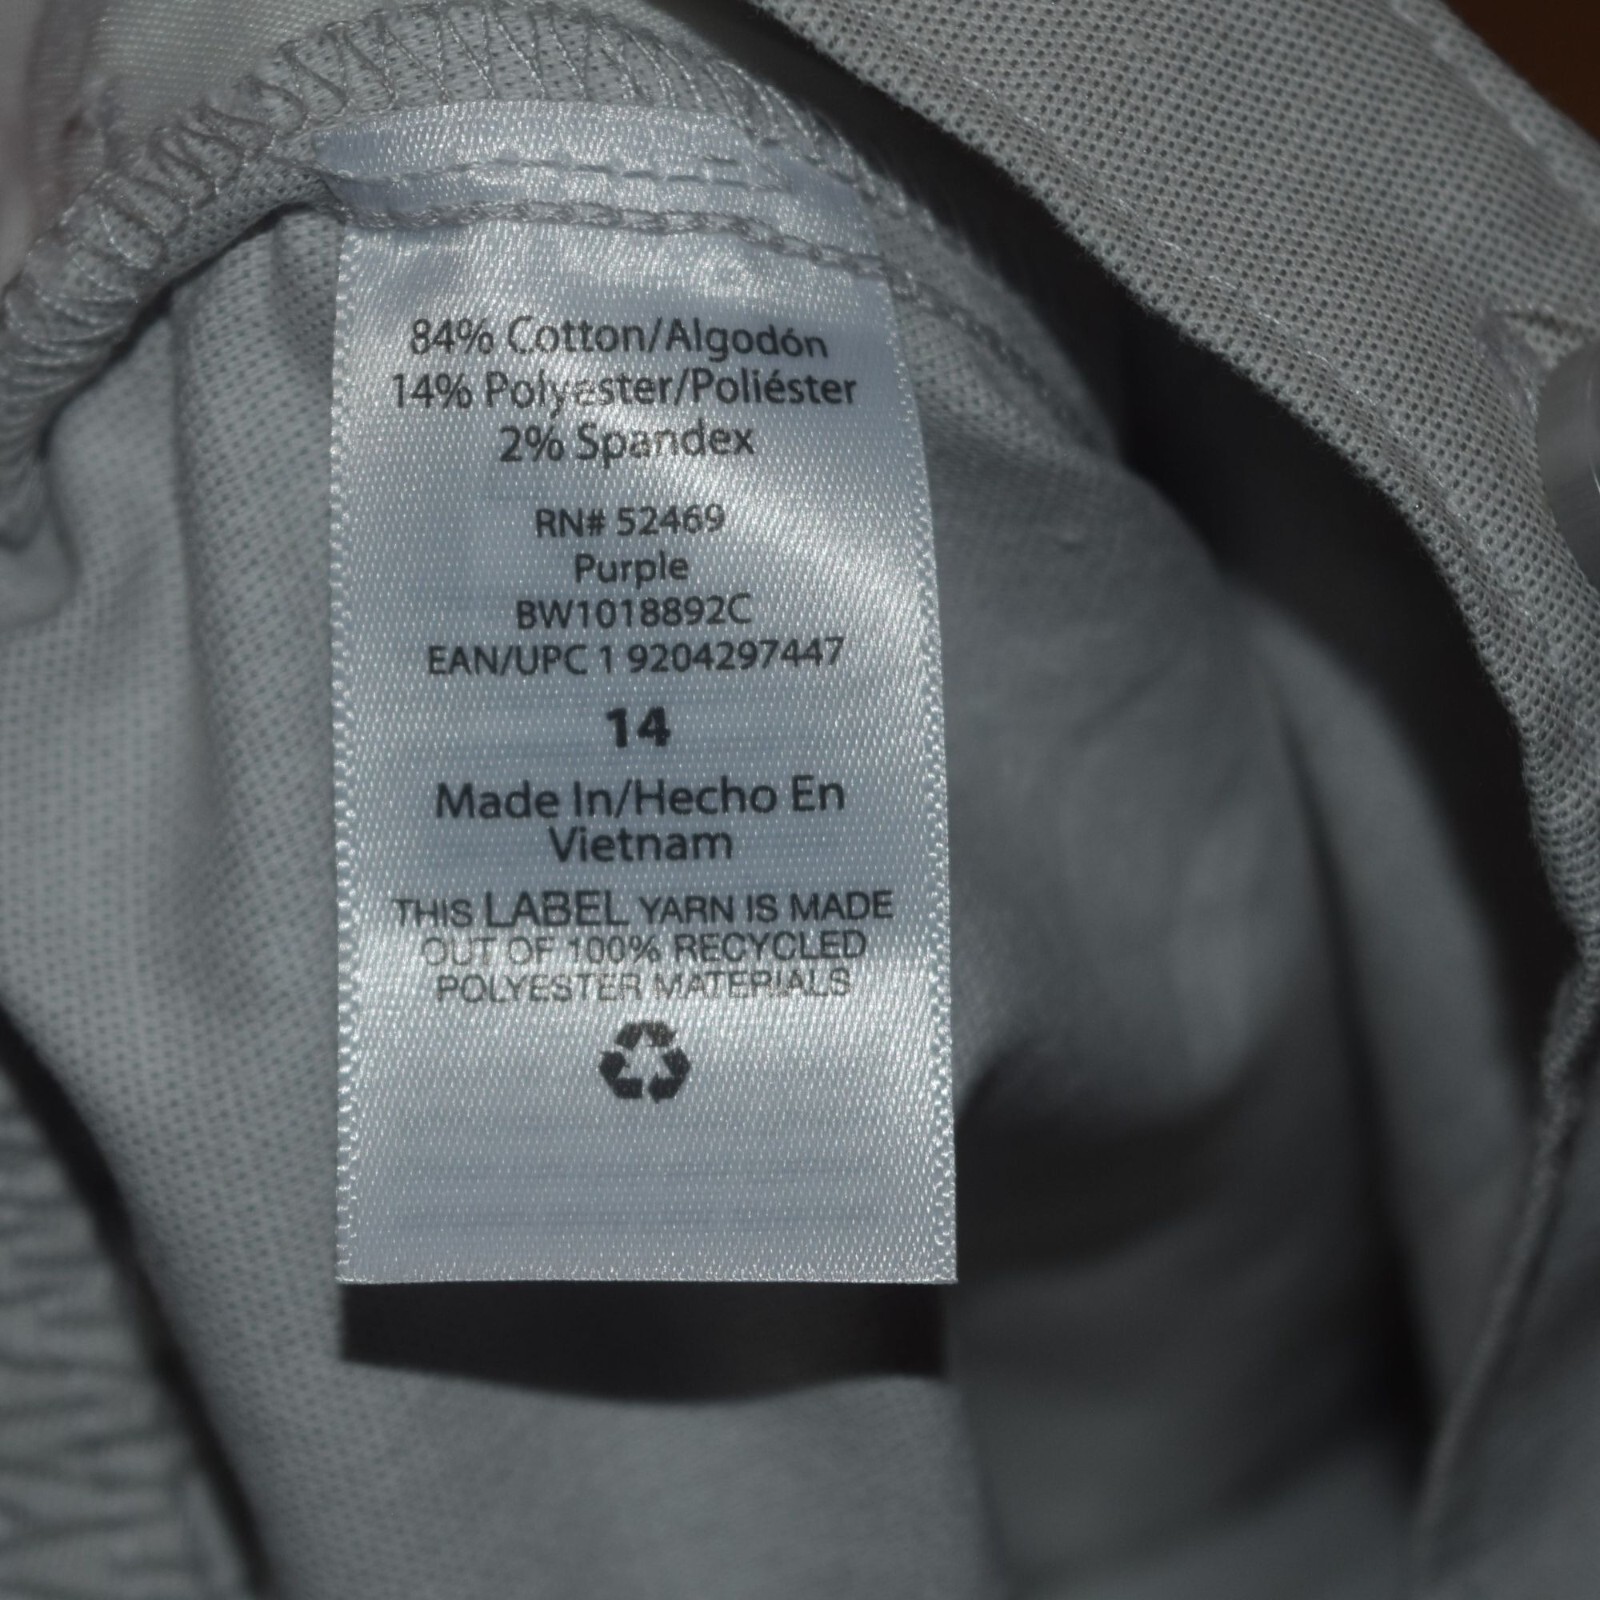 84% Cotton/Algodón
14% Polyester/Poliéster
2% Spandex
RN# 52469
Purple
BW1018892C
EAN/UPC 1 9204297447
14
Made In/Hecho En
Vietnam
THIS LABEL YARN IS MADE
OUT OF 100% RECYCLED
POLYESTER MATERIALS